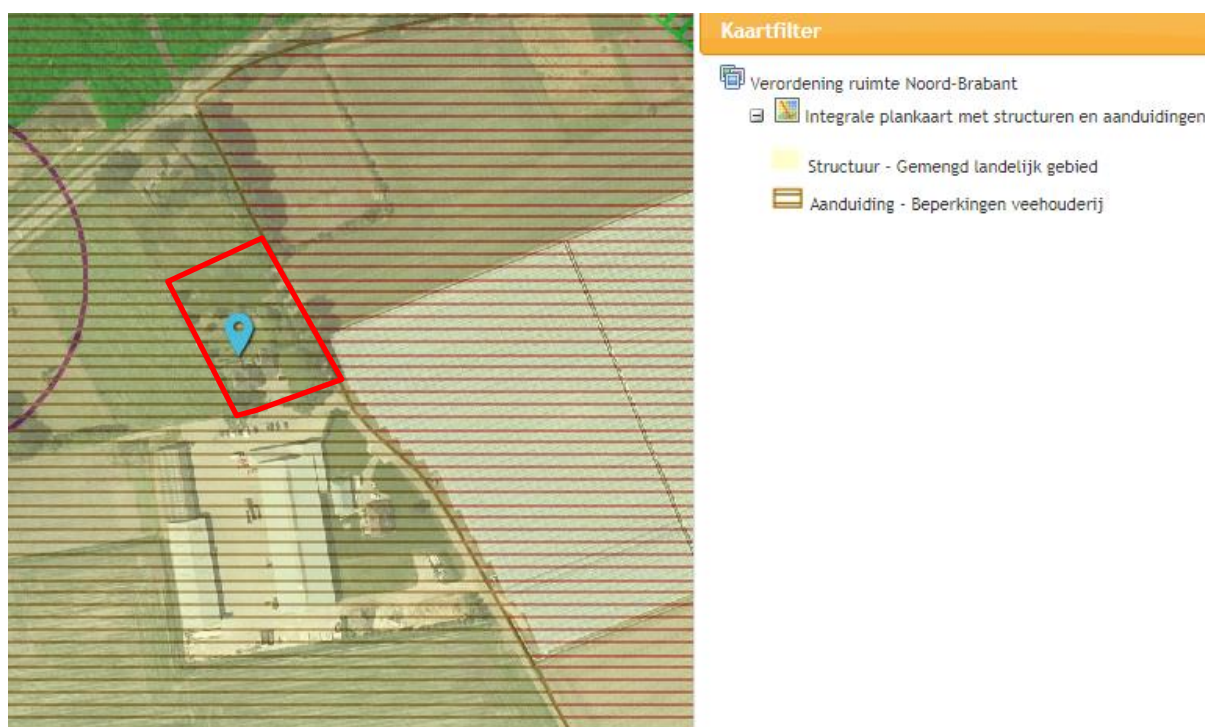 Kaartfilter
Verordening ruimte Noord-Brabant
Integrale plankaart met structuren en aanduidingen
Structuur - Gemengd landelijk gebied
Aanduiding - Beperkingen veehouderij